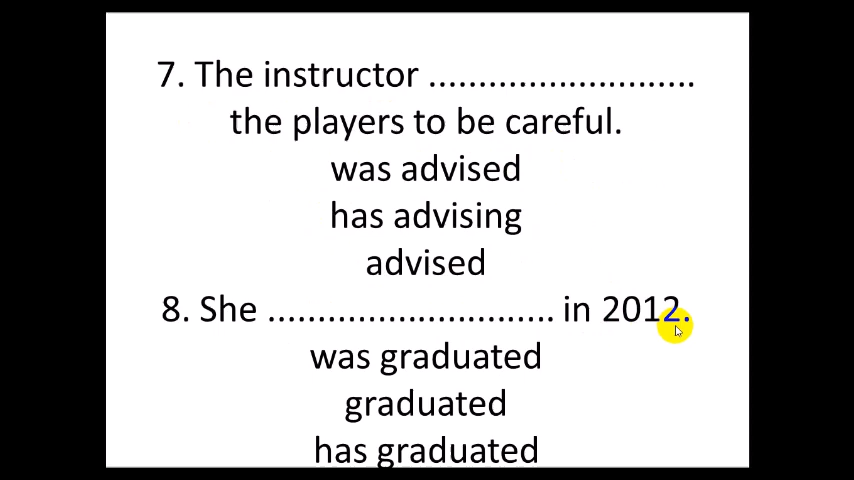 7. The instructor ...........................
the players to be careful.
was advised
has advising
advised
8. She ............................. in 2012.
was graduated
graduated
has graduated